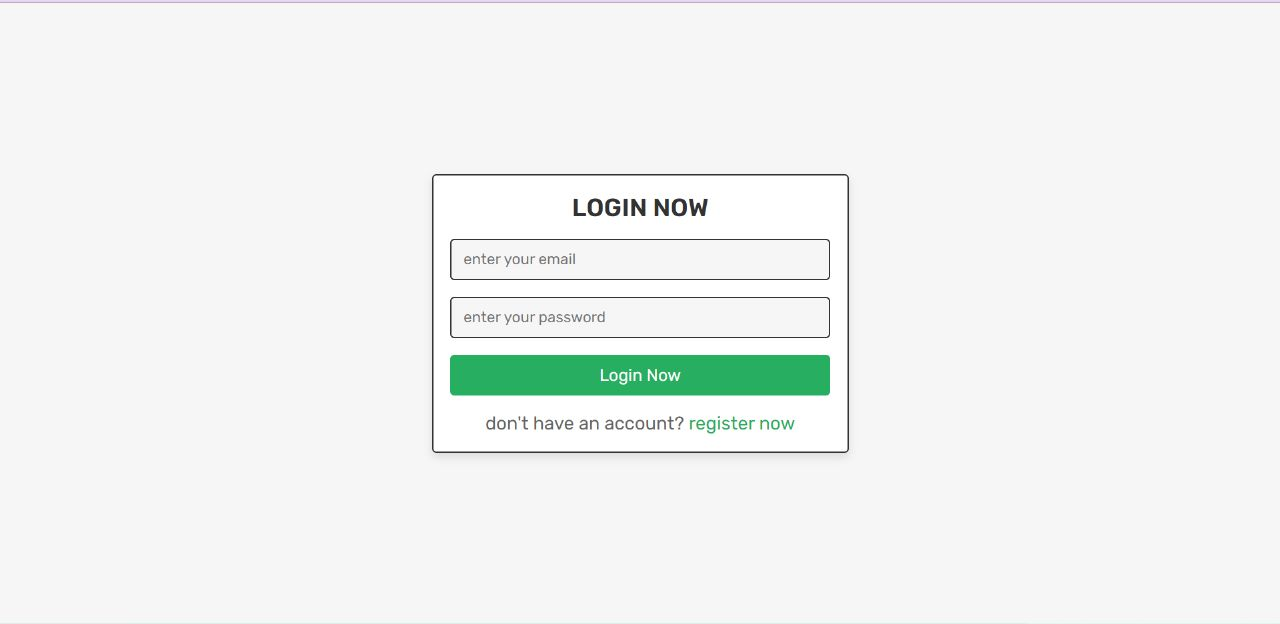 LOGIN NOW
enter your email
enter your password
Login Now
don't have an account? register now